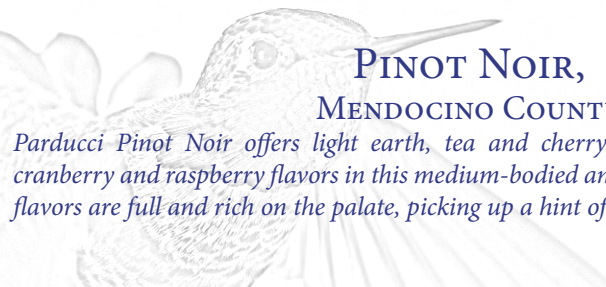 Pinot Noir,
Mendocino Count
Parducci Pinot Noir offers light earth, tea and cherry
cranberry and raspberry flavors in this medium-bodied an
flavors are full and rich on the palate, picking up a hint of